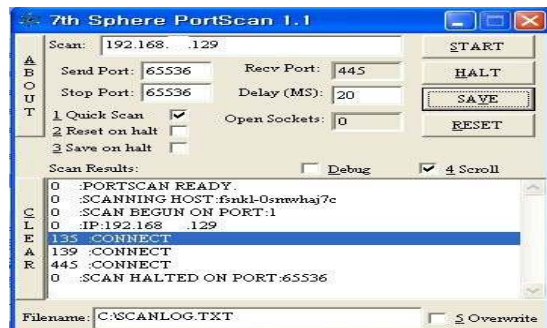 7th Sphere PortScan 1.1
ABOUT
Scan: 192.168. .129
START
Send Port: 65536 Recv Port: 445
HALT
Stop Port: 65536 Delay (MS): 20
SAVE
1 Quick Scan Open Sockets: 0
RESET
2 Reset on halt
3 Save on halt
Scan Results: Debug 4 Scroll
CLEAR
0 :PORTSCAN READY.
0 :SCANNING HOST:fsnkl-0smwhaj7c
0 :SCAN BEGUN ON PORT:1
0 :IP:192.168 .129
135 :CONNECT
139 :CONNECT
445 :CONNECT
0 :SCAN HALTED ON PORT:65536
Filename: C:\SCANLOG.TXT 5 Overwrite